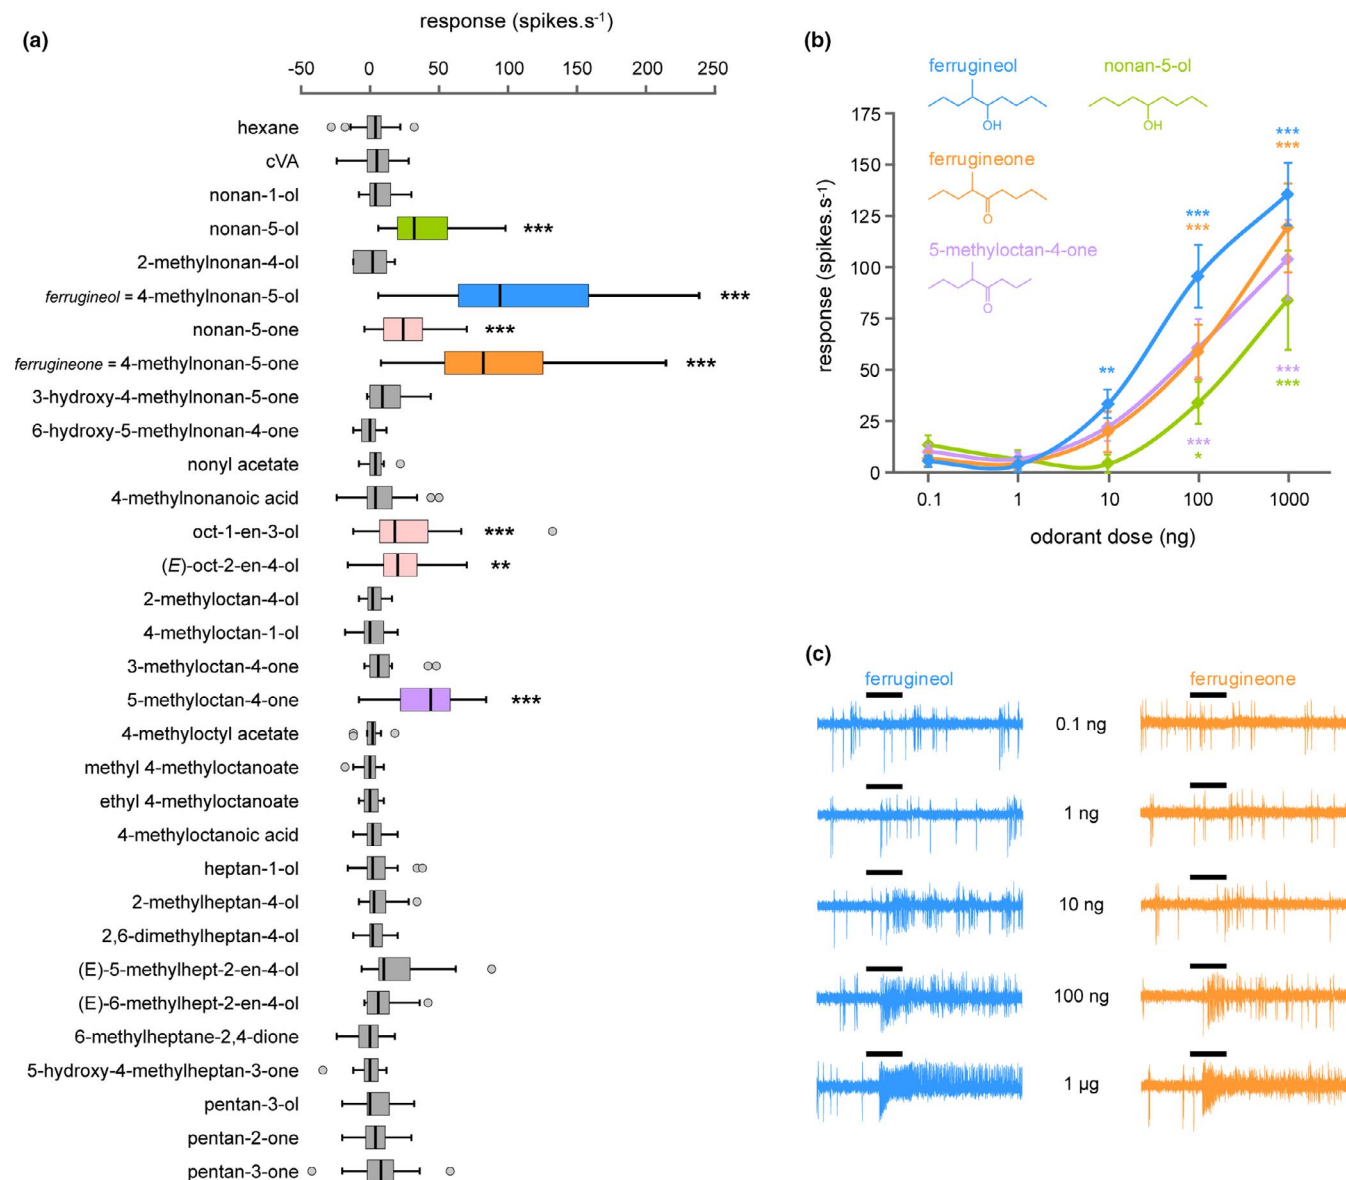 (a)
response (spikes.s⁻¹)
-50 0 50 100 150 200 250
hexane
cVA
nonan-1-ol
nonan-5-ol ***
2-methylnonan-4-ol
ferrugineol = 4-methylnonan-5-ol ***
nonan-5-one ***
ferrugineone = 4-methylnonan-5-one ***
3-hydroxy-4-methylnonan-5-one
6-hydroxy-5-methylnonan-4-one
nonyl acetate
4-methylnonanoic acid
oct-1-en-3-ol ***
(E)-oct-2-en-4-ol **
2-methyloctan-4-ol
4-methyloctan-1-ol
3-methyloctan-4-one
5-methyloctan-4-one ***
4-methyloctyl acetate
methyl 4-methyloctanoate
ethyl 4-methyloctanoate
4-methyloctanoic acid
heptan-1-ol
2-methylheptan-4-ol
2,6-dimethylheptan-4-ol
(E)-5-methylhept-2-en-4-ol
(E)-6-methylhept-2-en-4-ol
6-methylheptane-2,4-dione
5-hydroxy-4-methylheptan-3-one
pentan-3-ol
pentan-2-one
pentan-3-one
(b)
ferrugineol
OH
nonan-5-ol
OH
ferrugineone
O
5-methyloctan-4-one
O
response (spikes.s⁻¹)
175
150
125
100
75
50
25
0
**
***
***
***
*
***
***
***
***
0.1 1 10 100 1000
odorant dose (ng)
(c)
ferrugineol ferrugineone
0.1 ng
1 ng
10 ng
100 ng
1 µg